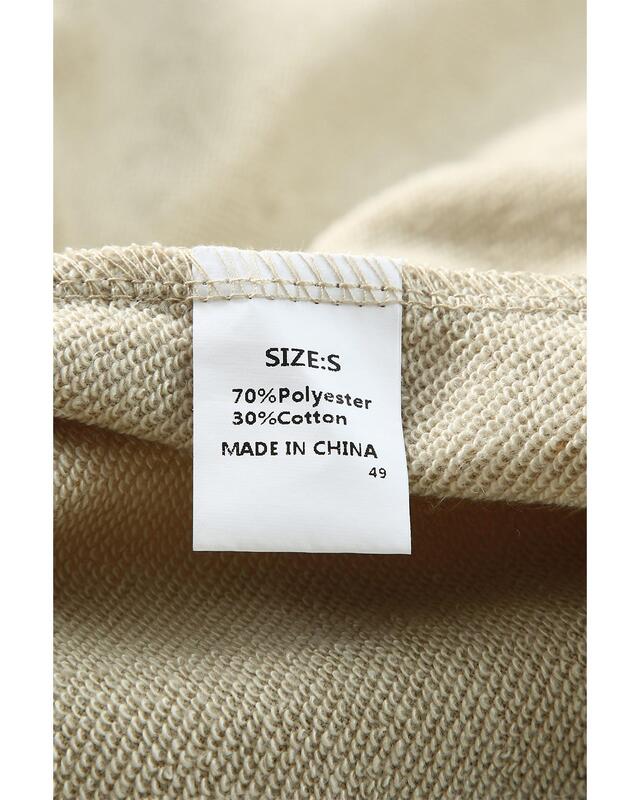 SIZE:S
70%Polyester
30%Cotton
MADE IN CHINA
49